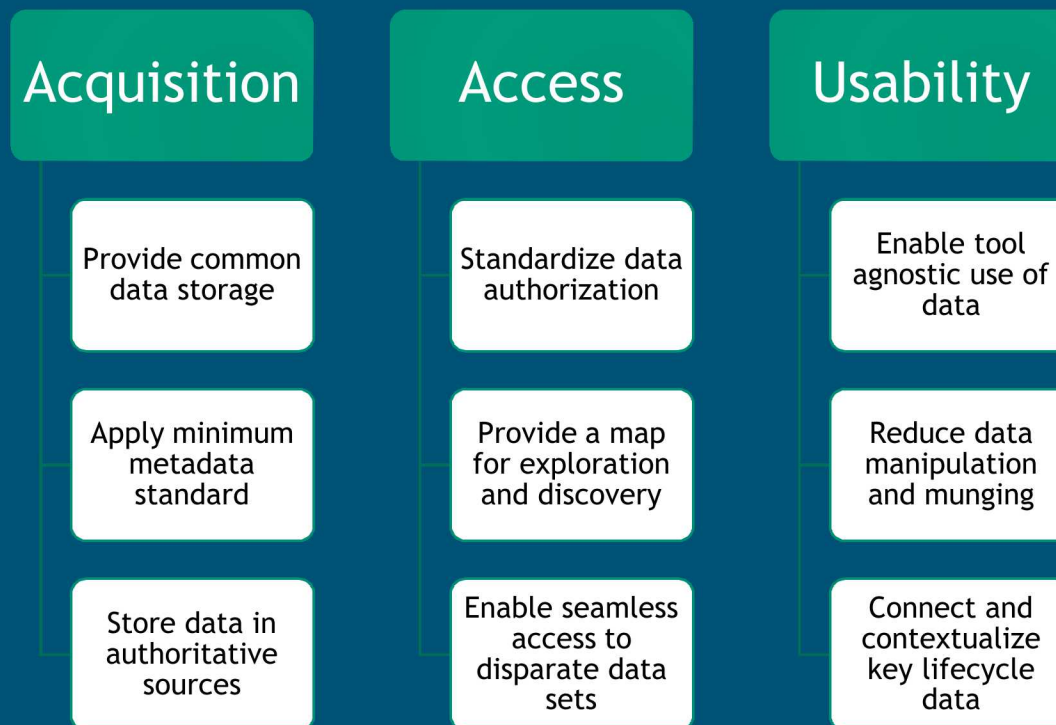 Acquisition
Provide common
data storage
Apply minimum
metadata
standard
Store data in
authoritative
sources
Access
Standardize data
authorization
Provide a map
for exploration
and discovery
Enable seamless
access to
disparate data
sets
Usability
Enable tool
agnostic use of
data
Reduce data
manipulation
and munging
Connect and
contextualize
key lifecycle
data